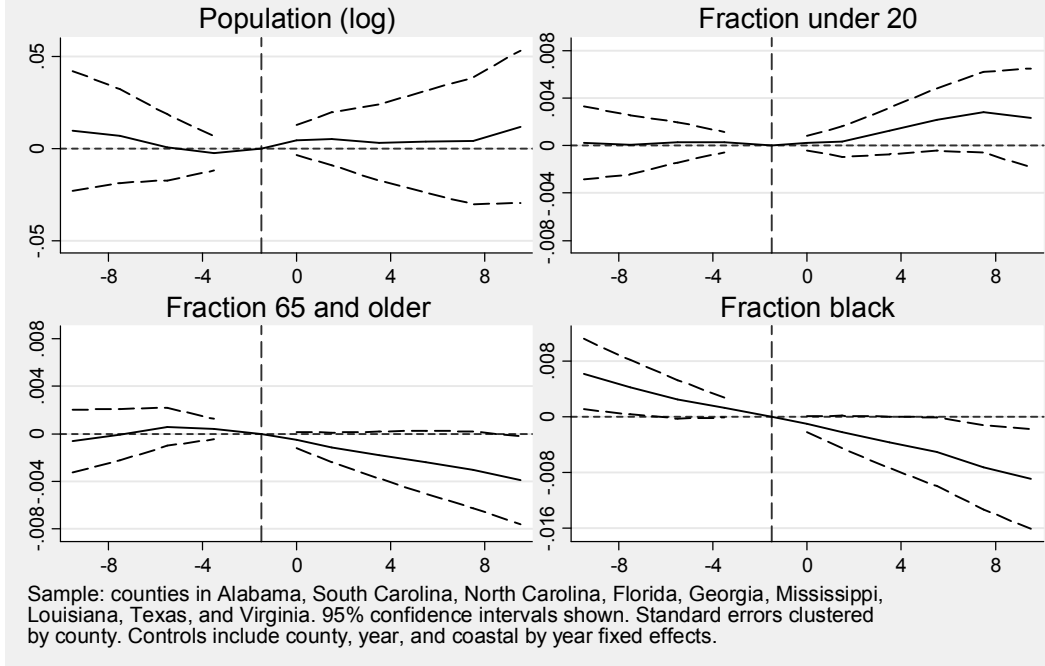 Population (log)
.05
0
-.05
-8 -4 0 4 8
Fraction under 20
.008
.004
0
-.004
-.008
-8 -4 0 4 8
Fraction 65 and older
.008
.004
0
-.004
-.008
-8 -4 0 4 8
Fraction black
.008
0
-.008
-.016
-8 -4 0 4 8
Sample: counties in Alabama, South Carolina, North Carolina, Florida, Georgia, Mississippi,
Louisiana, Texas, and Virginia. 95% confidence intervals shown. Standard errors clustered
by county. Controls include county, year, and coastal by year fixed effects.